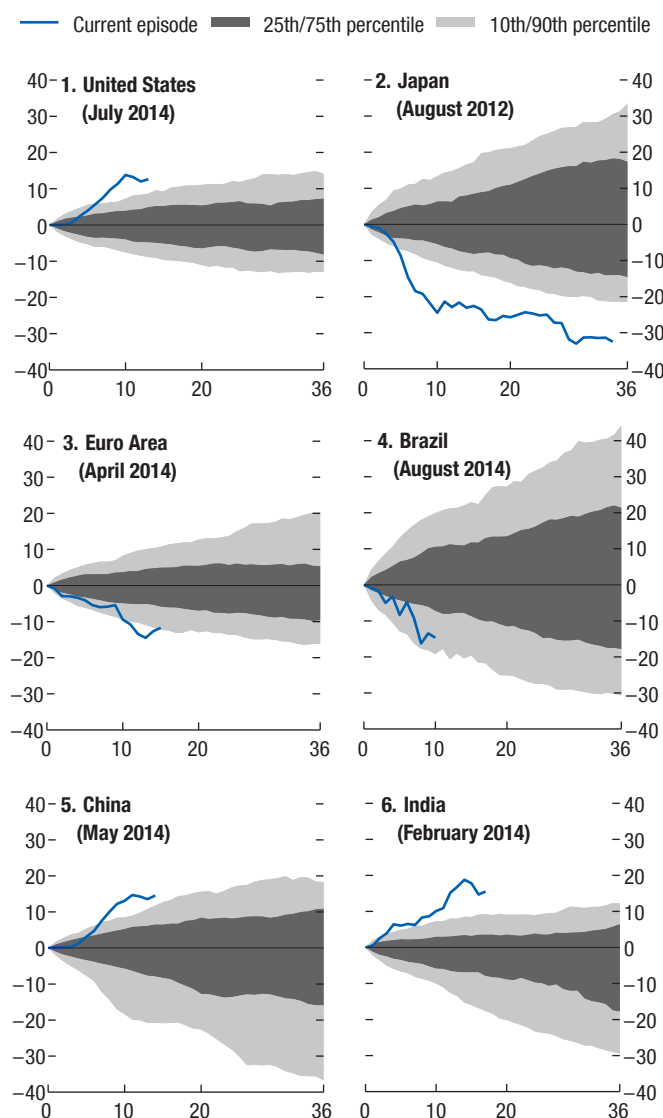 Current episode 25th/75th percentile 10th/90th percentile
1. United States
(July 2014)
40
30
20
10
0
−10
−20
−30
−40
0 10 20 36
2. Japan
(August 2012)
40
30
20
10
0
−10
−20
−30
−40
0 10 20 36
3. Euro Area
(April 2014)
40
30
20
10
0
−10
−20
−30
−40
0 10 20 36
4. Brazil
(August 2014)
40
30
20
10
0
−10
−20
−30
−40
0 10 20 36
5. China
(May 2014)
40
30
20
10
0
−10
−20
−30
−40
0 10 20 36
6. India
(February 2014)
40
30
20
10
0
−10
−20
−30
−40
0 10 20 36